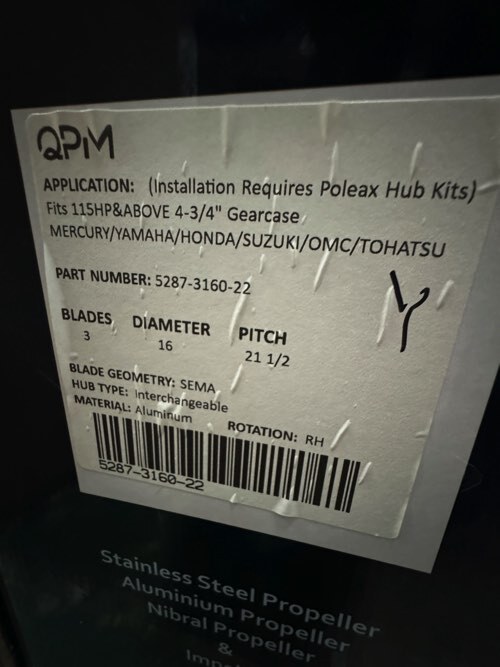 QPM
APPLICATION: (Installation Requires Poleax Hub Kits)
Fits 115HP&ABOVE 4-3/4" Gearcase
MERCURY/YAMAHA/HONDA/SUZUKI/OMC/TOHATSU
PART NUMBER: 5287-3160-22
Y
BLADES DIAMETER PITCH
3 16 21 1/2
BLADE GEOMETRY: SEMA
HUB TYPE: Interchangeable
MATERIAL: Aluminum ROTATION: RH
5287-3160-22
Stainless Steel Propeller
Aluminium Propeller
Nibral Propeller
&